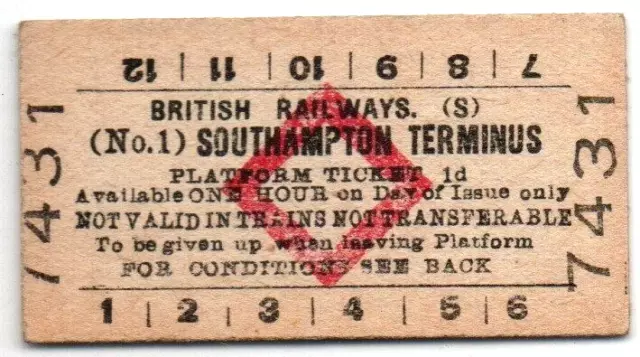 12 | 11 | 10 | 9 | 8 | 7
BRITISH RAILWAYS. (S)
(No.1) SOUTHAMPTON TERMINUS
PLATFORM TICKET 1d
Available ONE HOUR on Day of Issue only
NOT VALID IN TRAINS NOT TRANSFERABLE
To be given up when leaving Platform
FOR CONDITIONS SEE BACK
1 | 2 | 3 | 4 | 5 | 6
7431
7431